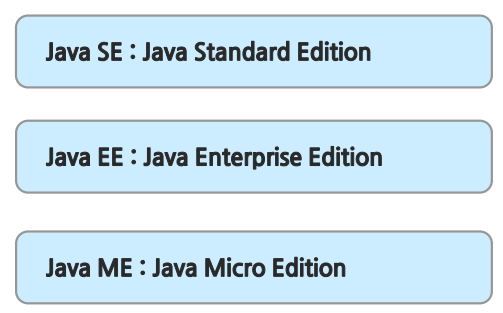 Java SE : Java Standard Edition
Java EE : Java Enterprise Edition
Java ME : Java Micro Edition